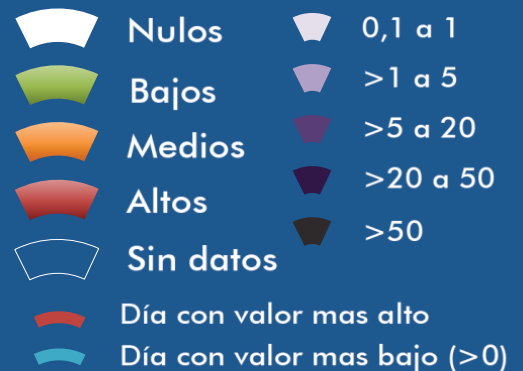 Nulos
Bajos
Medios
Altos
Sin datos
0,1 a 1
>1 a 5
>5 a 20
>20 a 50
>50
Día con valor mas alto
Día con valor mas bajo (>0)